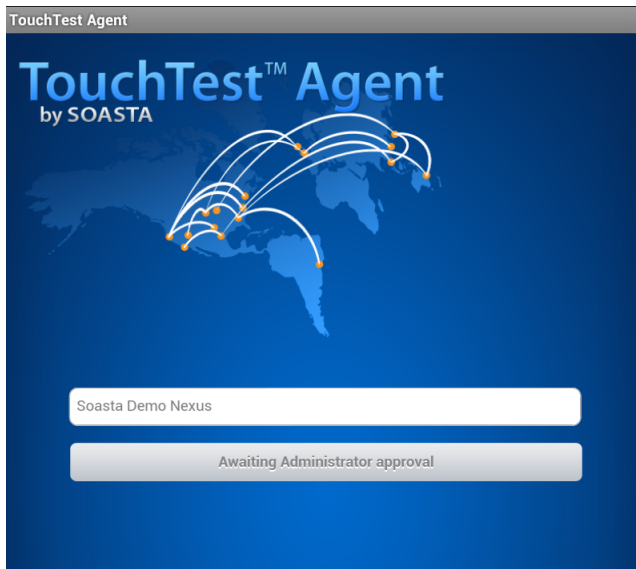 TouchTest Agent
TouchTest™ Agent
by SOASTA
Soasta Demo Nexus
Awaiting Administrator approval